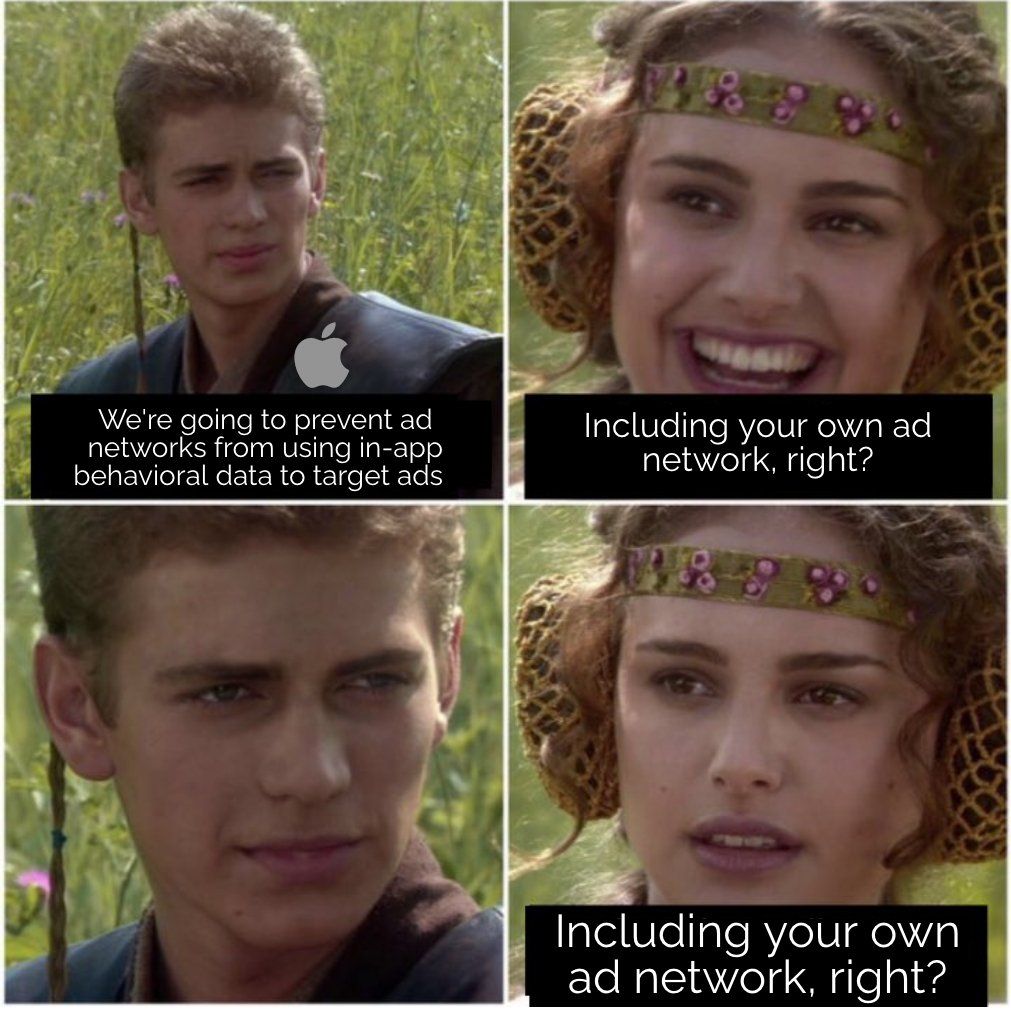 We're going to prevent ad
networks from using in-app
behavioral data to target ads
Including your own ad
network, right?
Including your own
ad network, right?